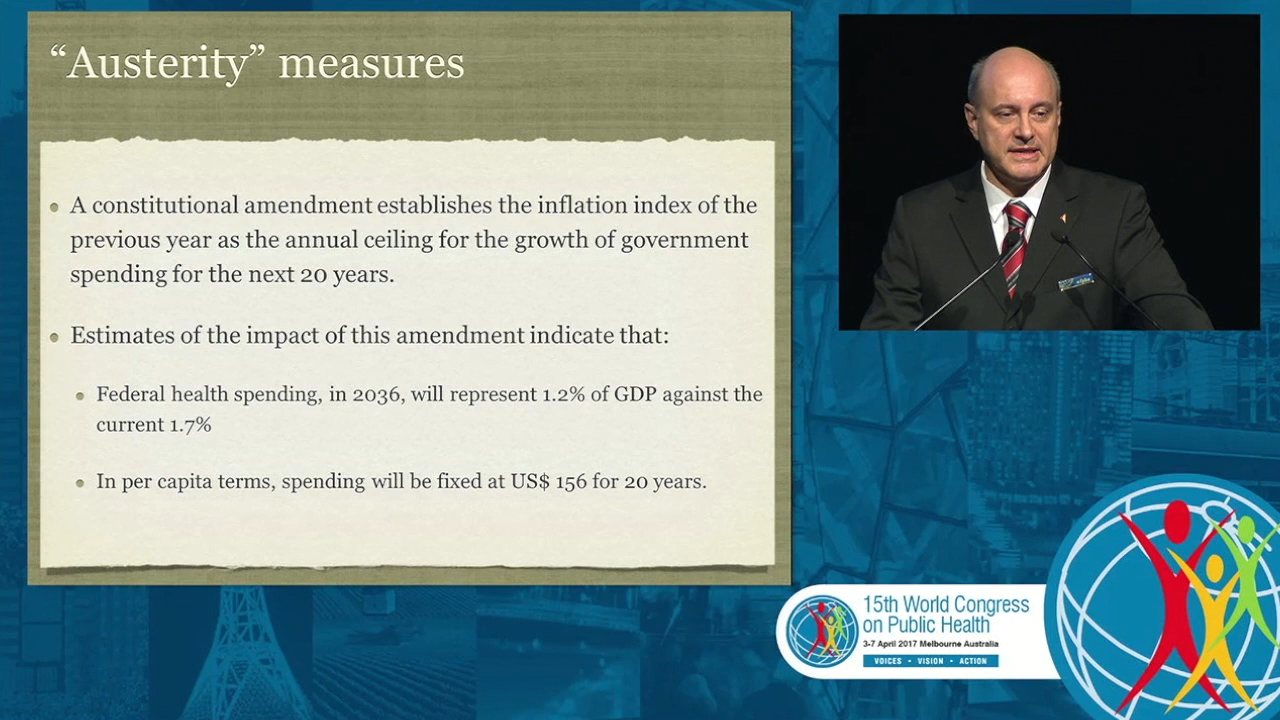 “Austerity” measures
A constitutional amendment establishes the inflation index of the
previous year as the annual ceiling for the growth of government
spending for the next 20 years.
Estimates of the impact of this amendment indicate that:
Federal health spending, in 2036, will represent 1.2% of GDP against the
current 1.7%
In per capita terms, spending will be fixed at US$ 156 for 20 years.
15th World Congress
on Public Health
3-7 April 2017 Melbourne Australia
VOICES • VISION • ACTION